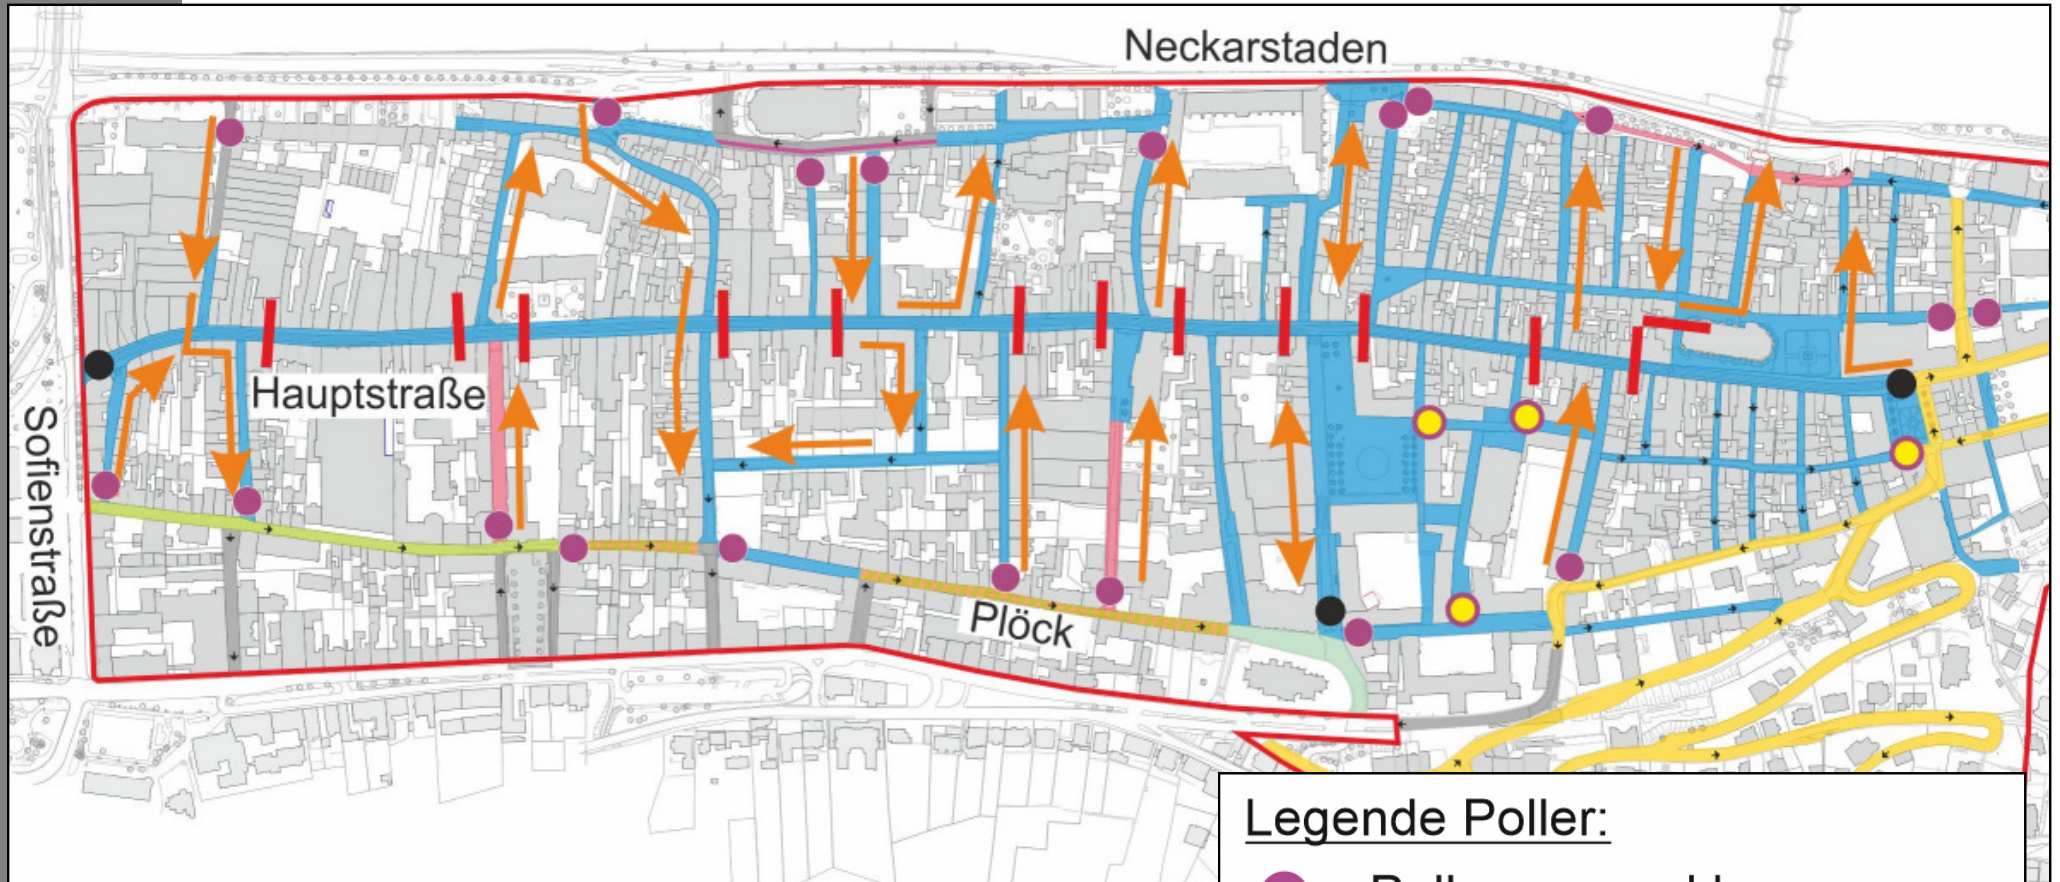 Neckarstaden
Hauptstraße
Sofienstraße
Plöck
Legende Poller: